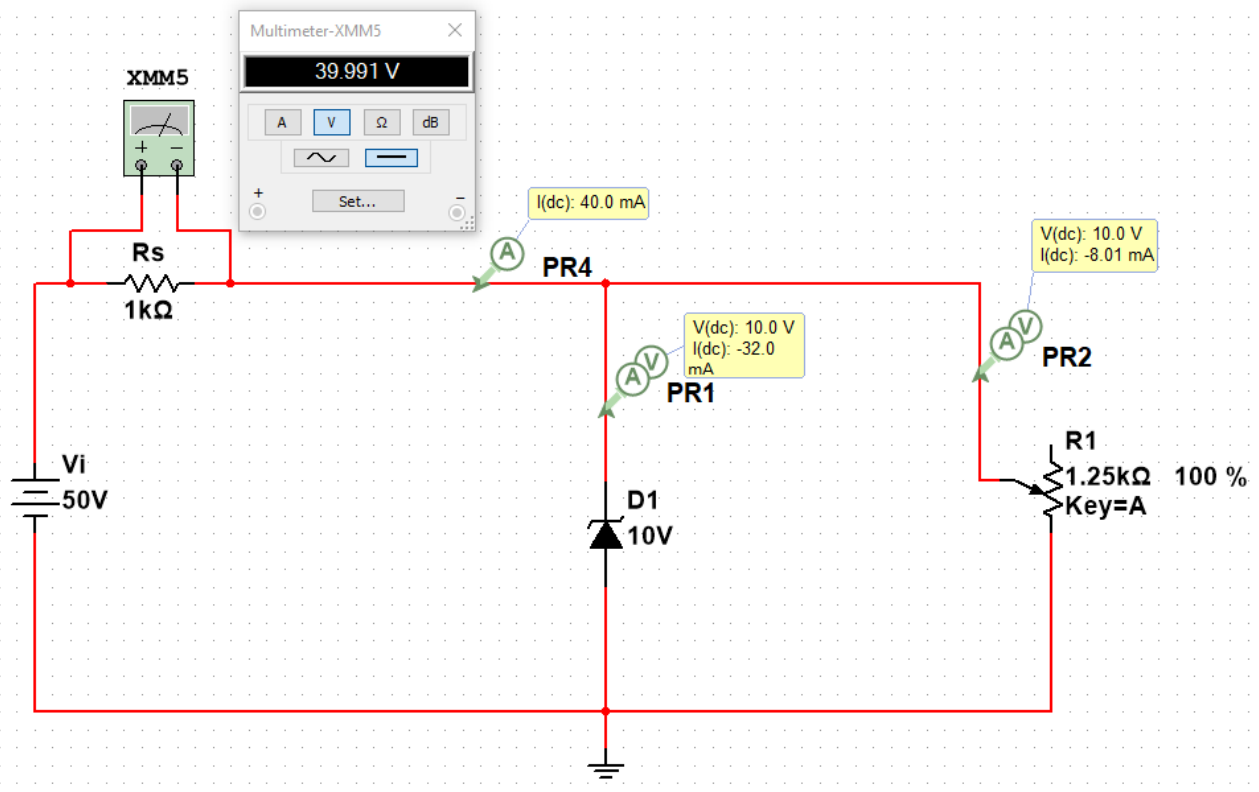 Multimeter-XMM5
39.991 V
A
V
Ω
dB
Set...
+
−
XMM5
+
−
Rs
1kΩ
I(dc): 40.0 mA
A
PR4
V(dc): 10.0 V
I(dc): -32.0
mA
A
V
PR1
V(dc): 10.0 V
I(dc): -8.01 mA
A
V
PR2
Vi
50V
D1
10V
R1
1.25kΩ 100 %
Key=A